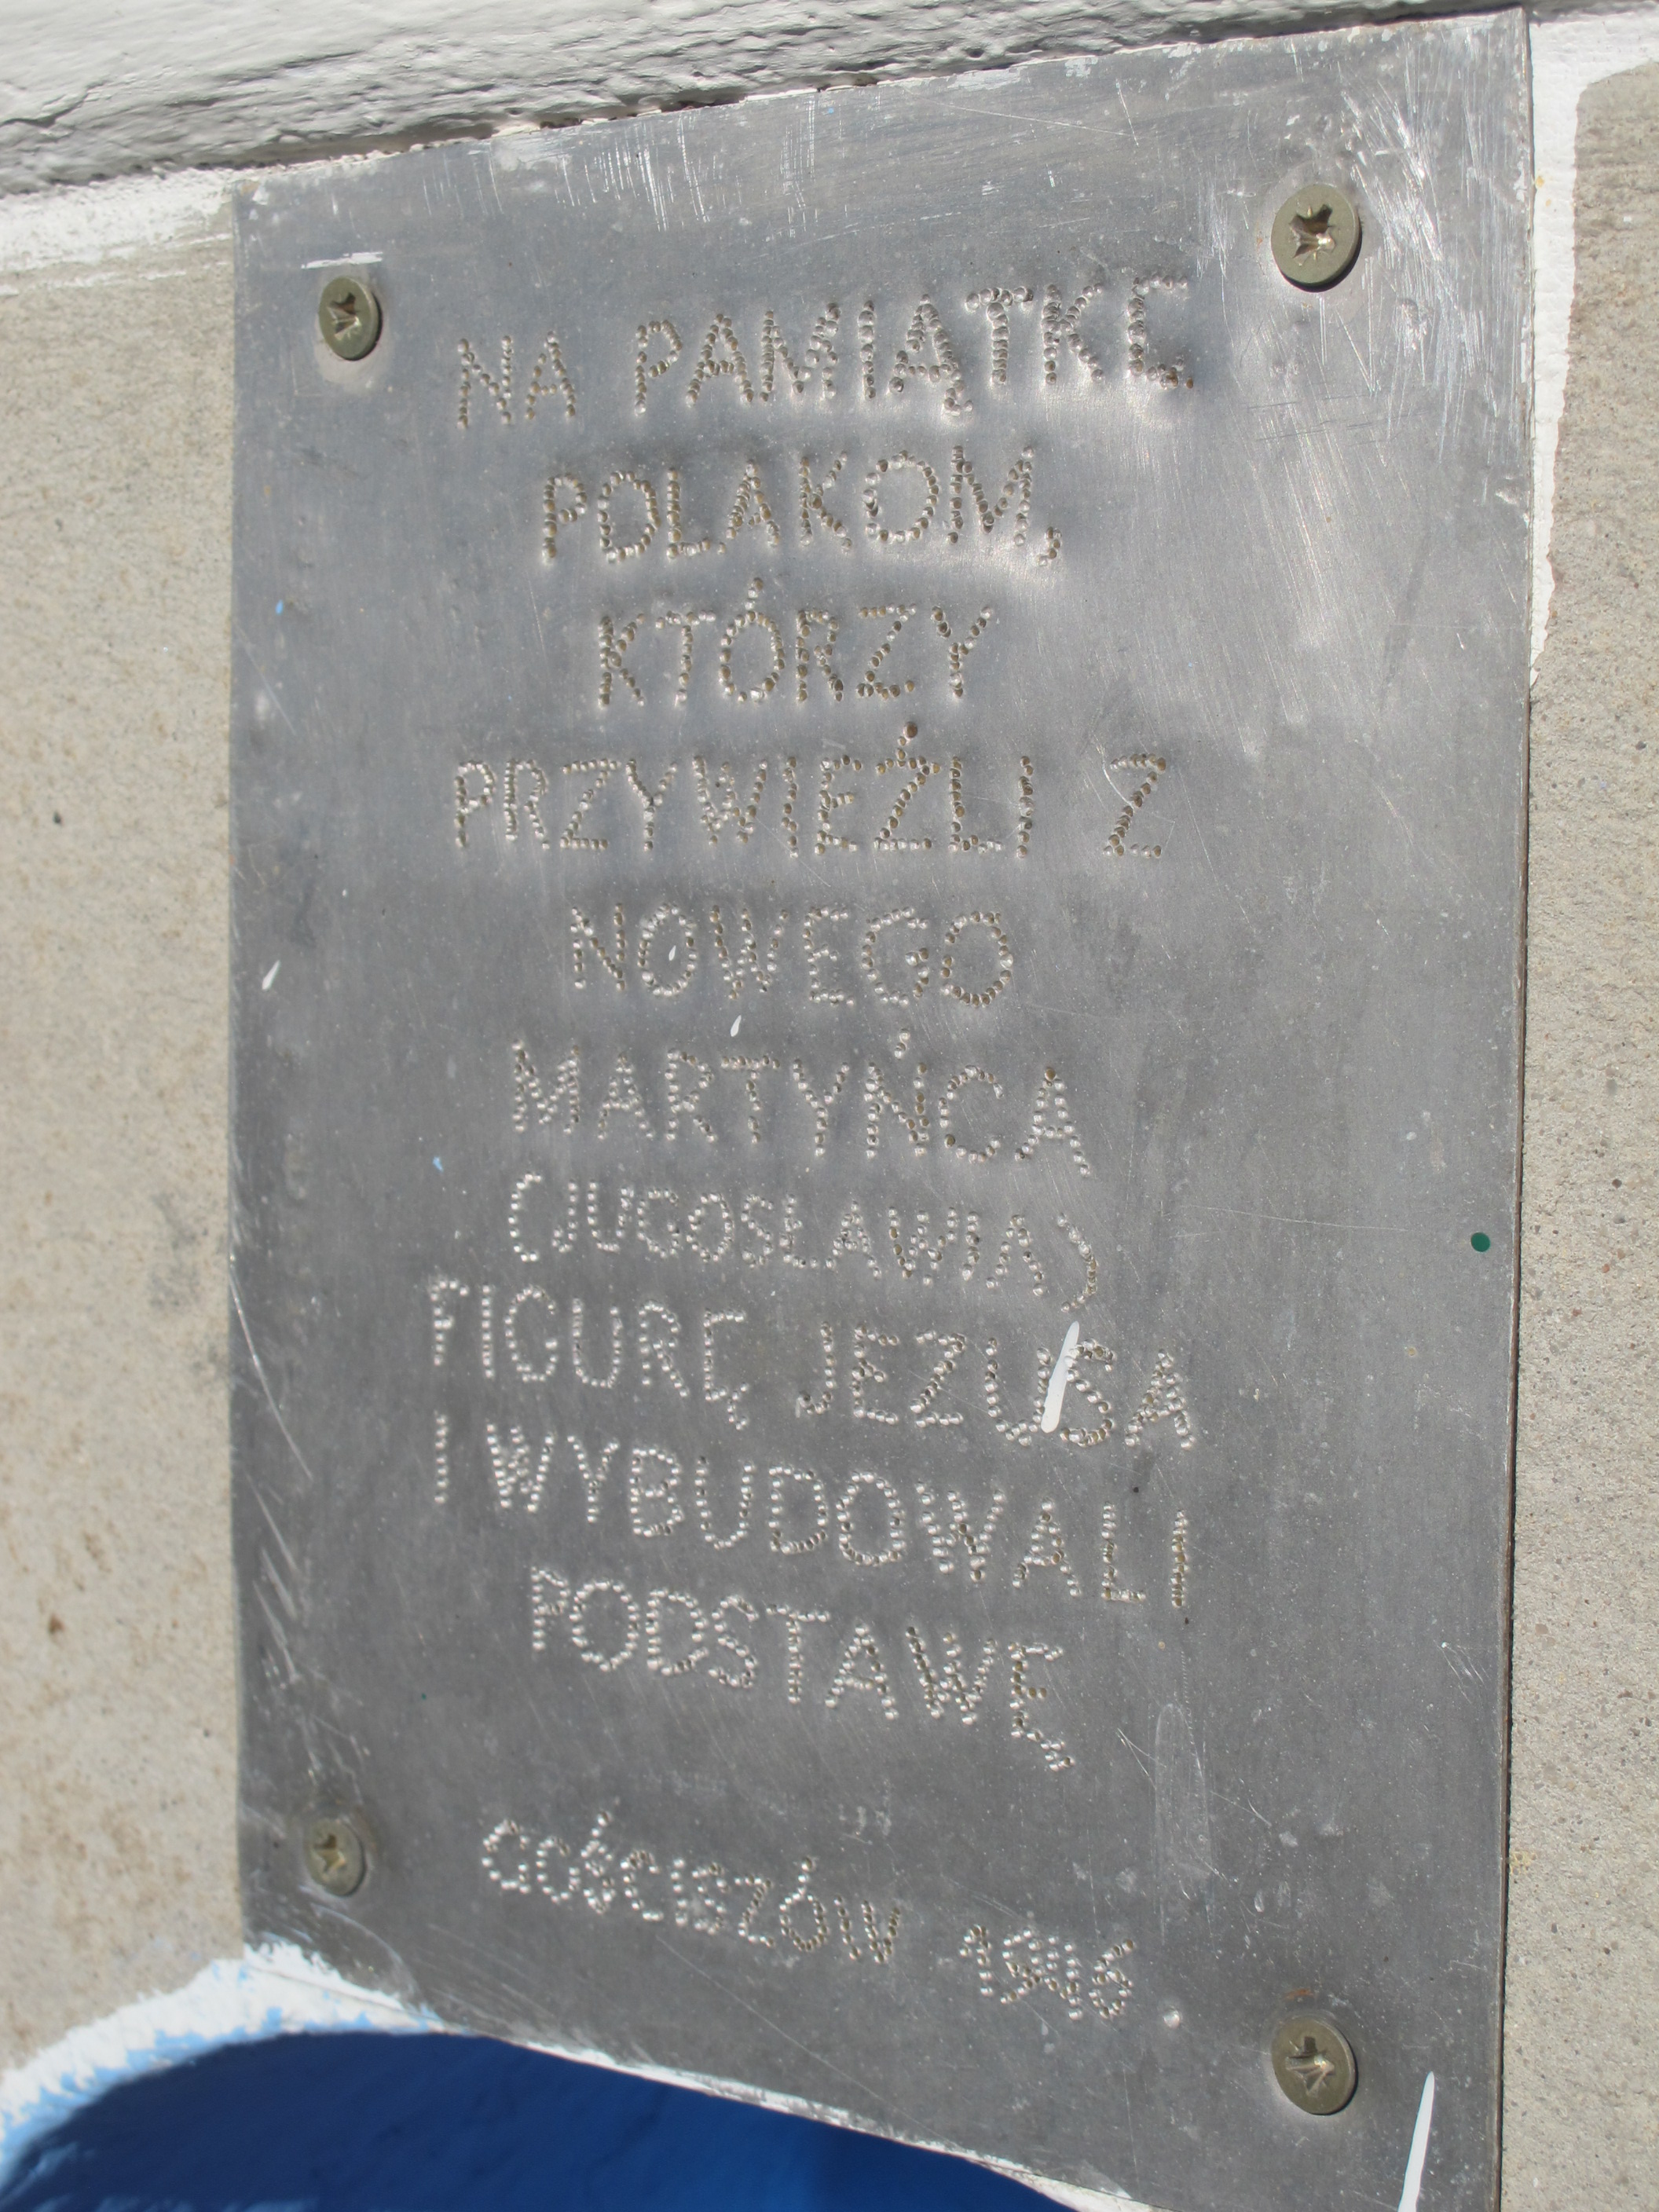 NA PAMIĄTKĘ
POLAKOM,
KTÓRZY
PRZYWIEŹLI Z
NOWEGO
MARTYŃCA
(JUGOSŁAWIA)
FIGURĘ JEZUSA
I WYBUDOWALI
PODSTAWĘ
GOŚCISZÓW 1946.